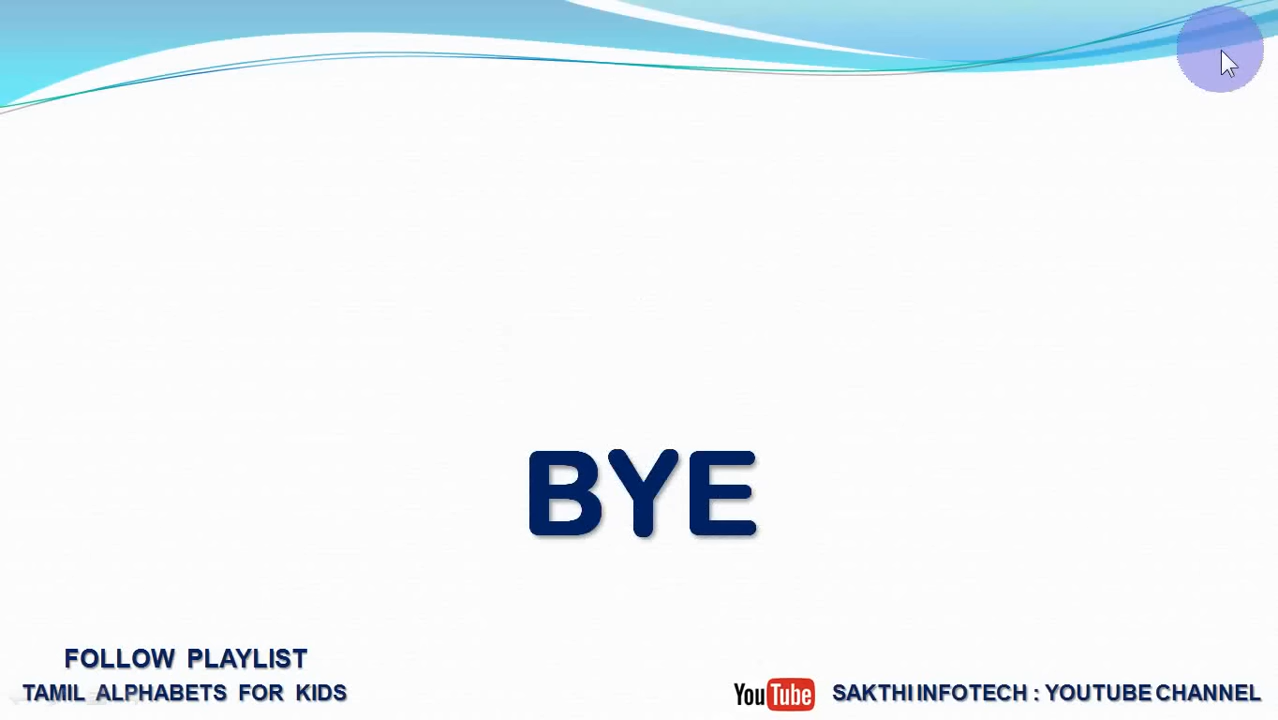 BYE
FOLLOW PLAYLIST
TAMIL ALPHABETS FOR KIDS
YouTube SAKTHI INFOTECH : YOUTUBE CHANNEL